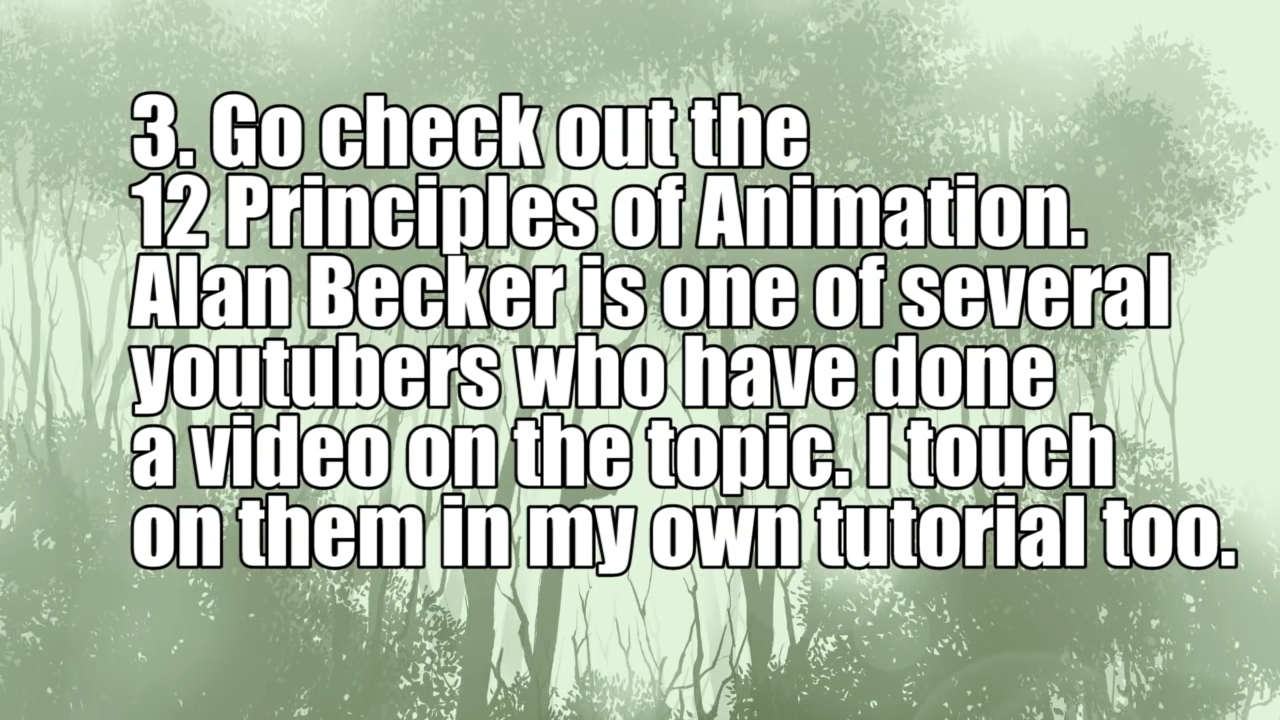 3. Go check out the
12 Principles of Animation.
Alan Becker is one of several
youtubers who have done
a video on the topic. I touch
on them in my own tutorial too.